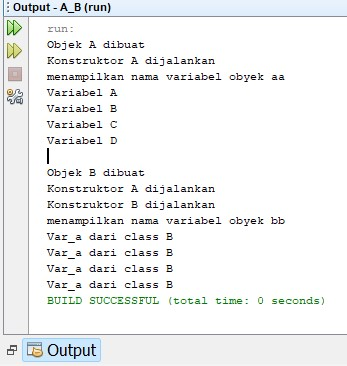 Output - A_B (run)
run:
Objek A dibuat
Konstruktor A dijalankan
menampilkan nama variabel obyek aa
Variabel A
Variabel B
Variabel C
Variabel D
Objek B dibuat
Konstruktor A dijalankan
Konstruktor B dijalankan
menampilkan nama variabel obyek bb
Var_a dari class B
Var_a dari class B
Var_a dari class B
Var_a dari class B
BUILD SUCCESSFUL (total time: 0 seconds)
Output